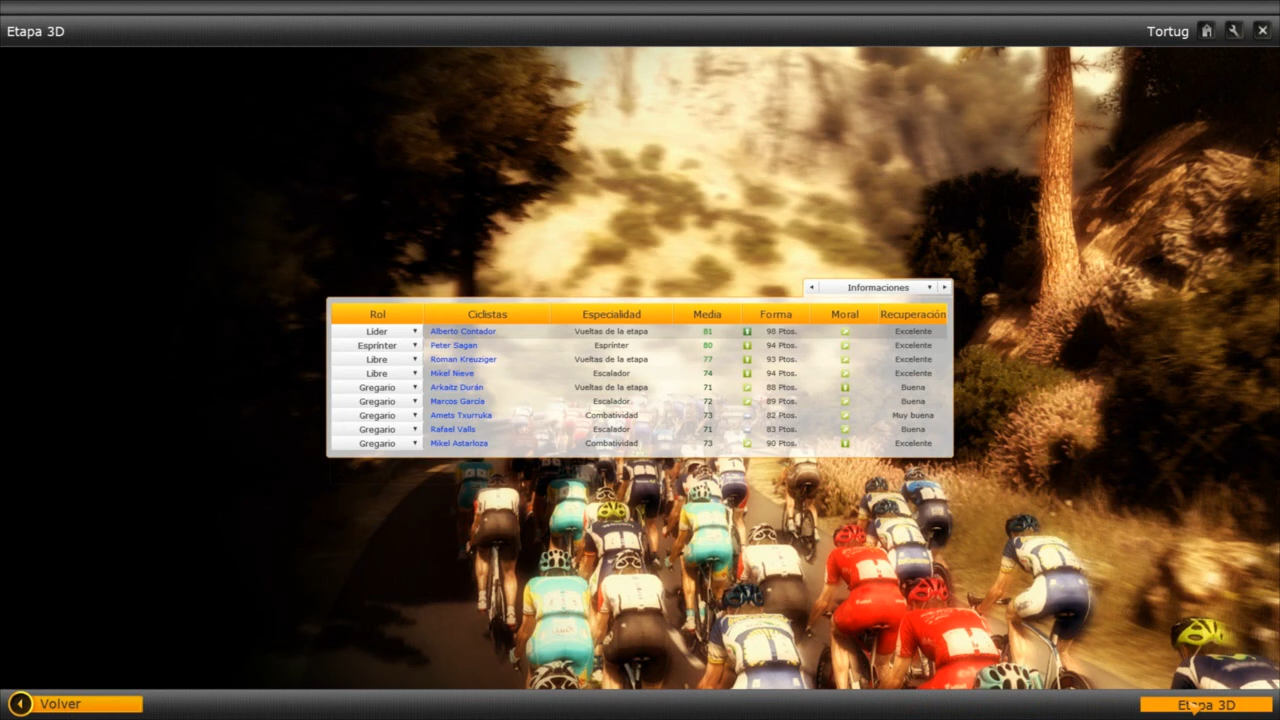 Etapa 3D
Tortug
Informaciones
Rol Ciclistas Especialidad Media Forma Moral Recuperación
Líder Alberto Contador Vueltas de la etapa 81 98 Ptos. Excelente
Esprínter Peter Sagan Esprínter 80 94 Ptos. Excelente
Libre Roman Kreuziger Vueltas de la etapa 77 93 Ptos. Excelente
Libre Mikel Nieve Escalador 74 94 Ptos. Excelente
Gregario Arkaitz Durán Vueltas de la etapa 71 88 Ptos. Buena
Gregario Marcos García Escalador 72 89 Ptos. Buena
Gregario Amets Txurruka Combatividad 73 82 Ptos. Muy buena
Gregario Rafael Valls Escalador 71 83 Ptos. Buena
Gregario Mikel Astarloza Combatividad 73 90 Ptos. Excelente
Volver
Etapa 3D